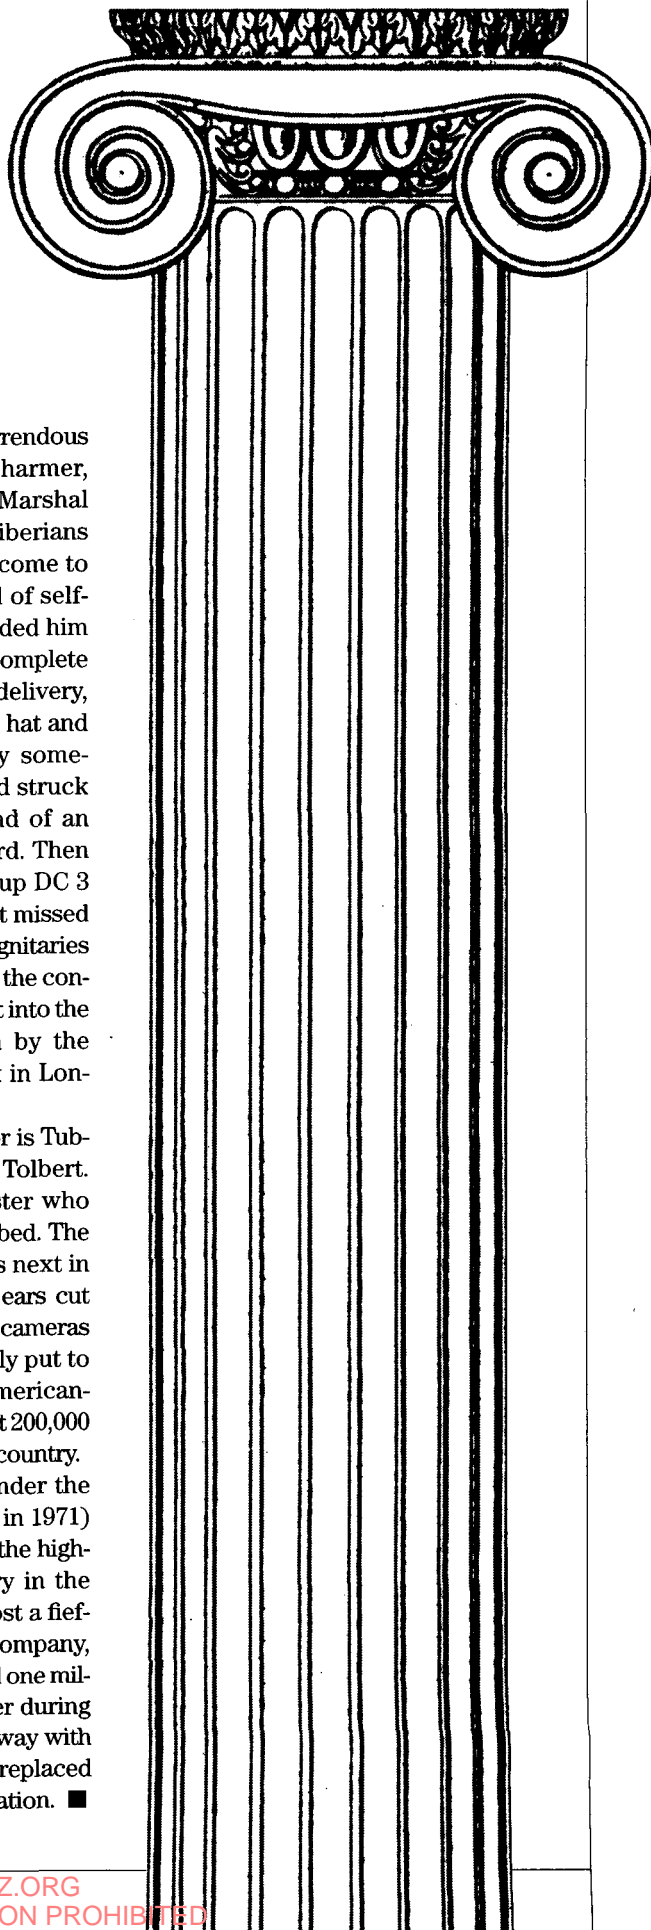 rendous
harmer,
Marshal
iberians
come to
l of self-
ded him
omplete
delivery,
hat and
y some-
d struck
ad of an
rd. Then
up DC 3
t missed
gnitaries
the con-
t into the
by the
t in Lon-
r is Tub-
Tolbert.
ster who
bed. The
s next in
ears cut
cameras
ly put to
merican-
t 200,000
country.
nder the
in 1971)
the high-
y in the
ost a fief-
ompany,
l one mil-
er during
way with
replaced
ation. ■
Z.ORG
ON PROHIBITED